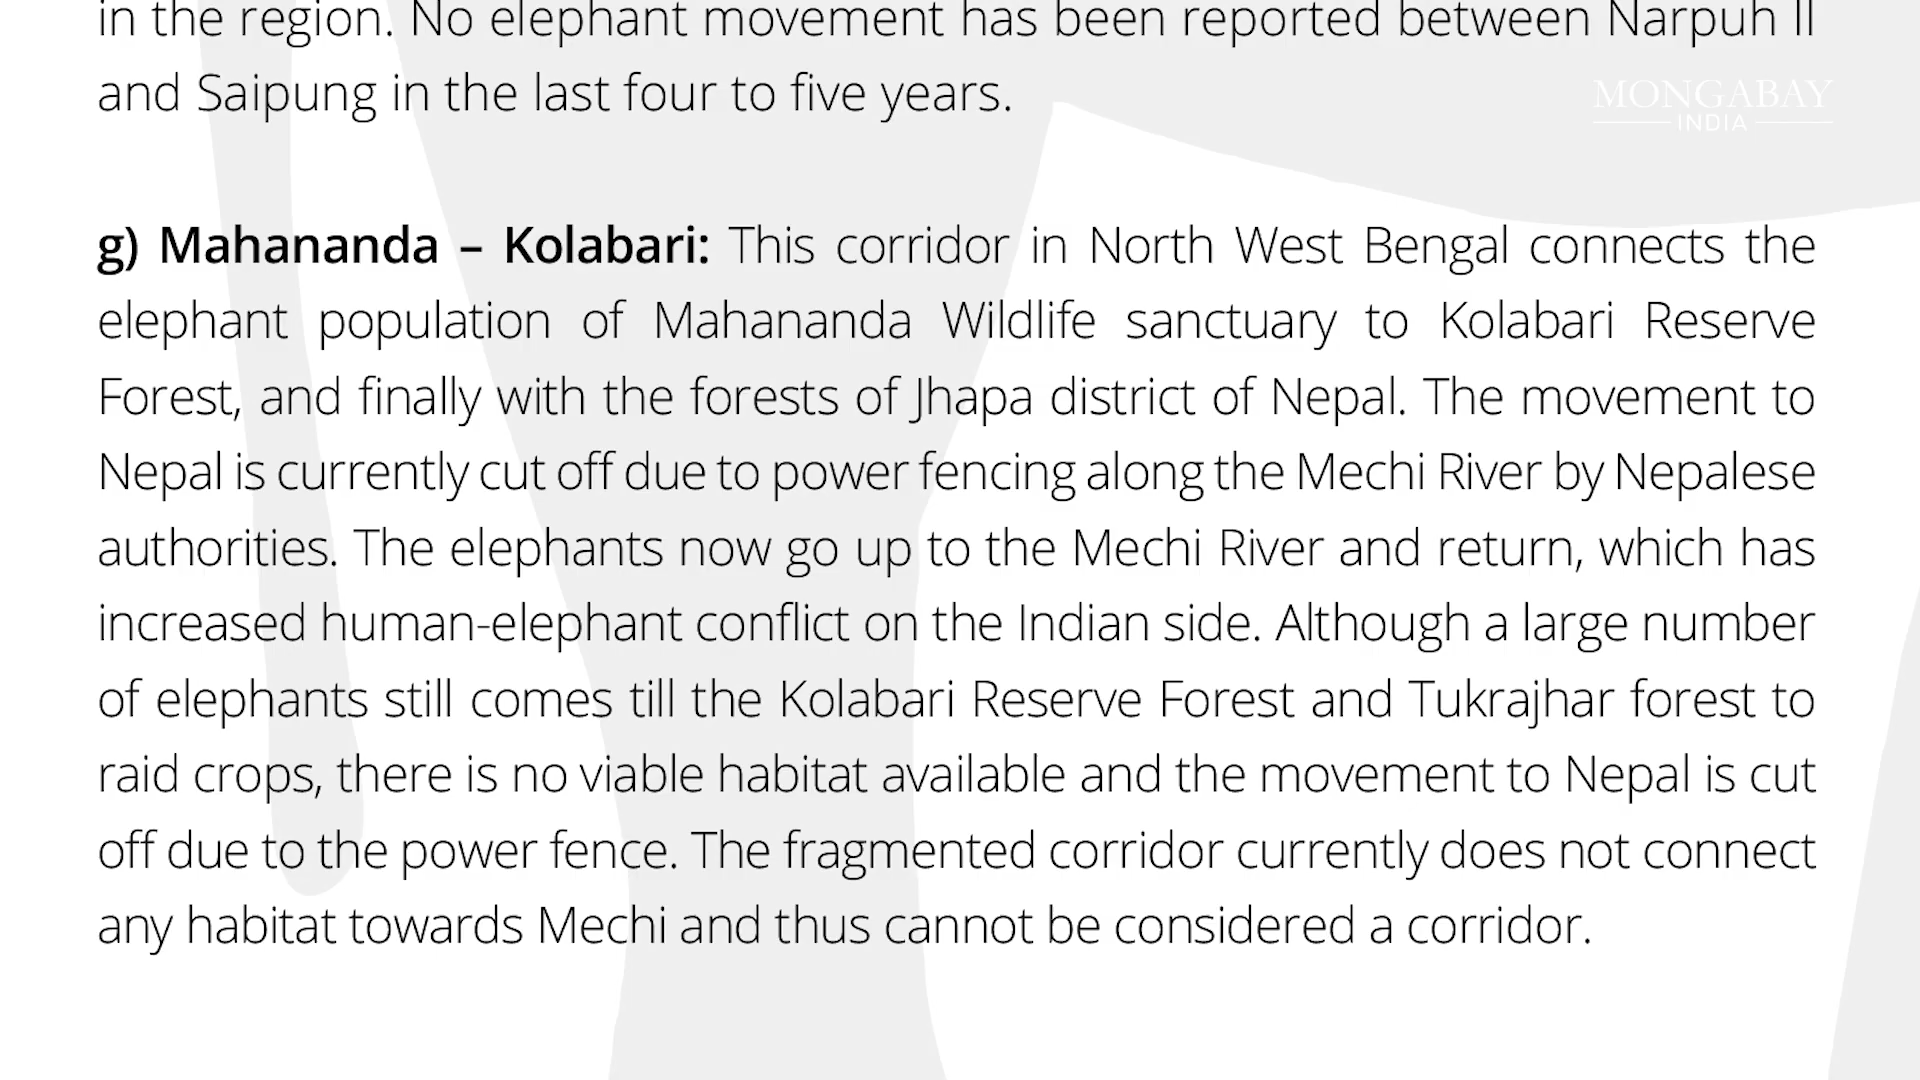 in the region. No elephant movement has been reported between Narpuh II
and Saipung in the last four to five years.
MONGABAY
INDIA
g) Mahananda – Kolabari: This corridor in North West Bengal connects the
elephant population of Mahananda Wildlife sanctuary to Kolabari Reserve
Forest, and finally with the forests of Jhapa district of Nepal. The movement to
Nepal is currently cut off due to power fencing along the Mechi River by Nepalese
authorities. The elephants now go up to the Mechi River and return, which has
increased human-elephant conflict on the Indian side. Although a large number
of elephants still comes till the Kolabari Reserve Forest and Tukrajhar forest to
raid crops, there is no viable habitat available and the movement to Nepal is cut
off due to the power fence. The fragmented corridor currently does not connect
any habitat towards Mechi and thus cannot be considered a corridor.